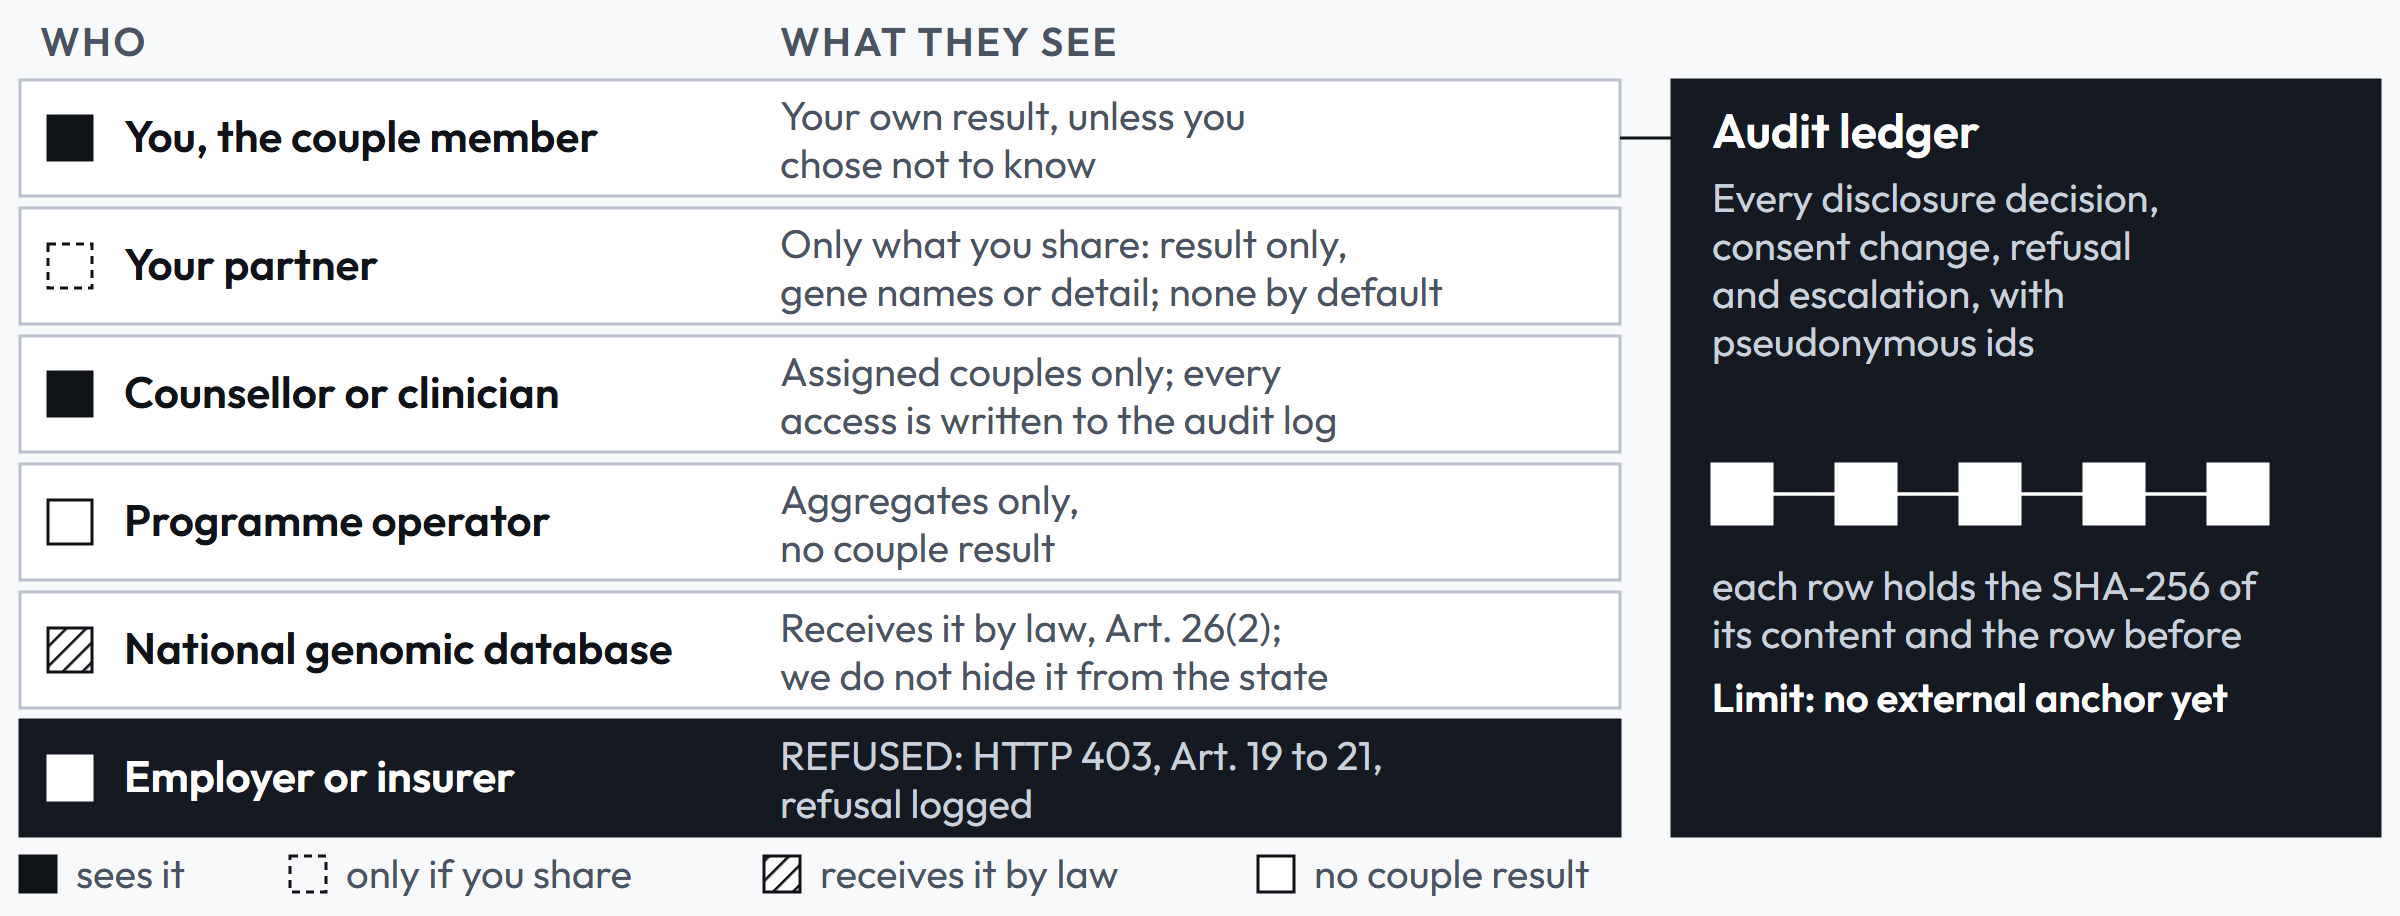 WHO
WHAT THEY SEE
You, the couple member
Your own result, unless you
chose not to know
Your partner
Only what you share: result only,
gene names or detail; none by default
Counsellor or clinician
Assigned couples only; every
access is written to the audit log
Programme operator
Aggregates only,
no couple result
National genomic database
Receives it by law, Art. 26(2);
we do not hide it from the state
Employer or insurer
REFUSED: HTTP 403, Art. 19 to 21,
refusal logged
Audit ledger
Every disclosure decision,
consent change, refusal
and escalation, with
pseudonymous ids
each row holds the SHA-256 of
its content and the row before
Limit: no external anchor yet
sees it
only if you share
receives it by law
no couple result